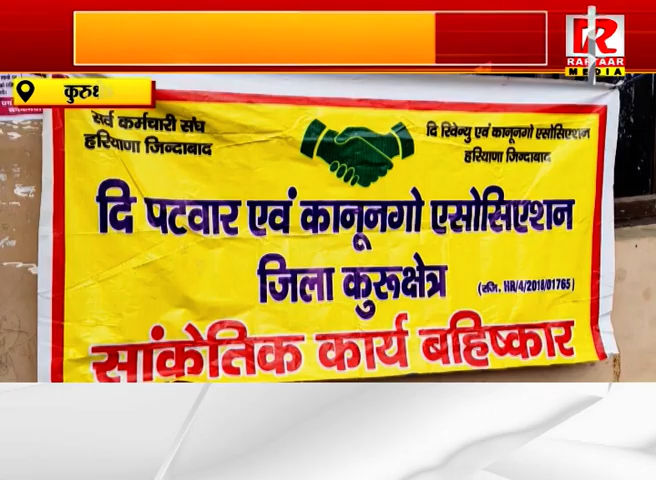 RAFTAAR
MEDIA
सर्व कर्मचारी संघ
हरियाणा जिन्दाबाद
दि रिवेन्यु एवं कानूनगो एसोसिएशन
हरियाणा जिन्दाबाद
दि पटवार एवं कानूनगो एसोसिएशन
जिला कुरूक्षेत्र
(रजि. HR/4/2018/01765)
सांकेतिक कार्य बहिष्कार